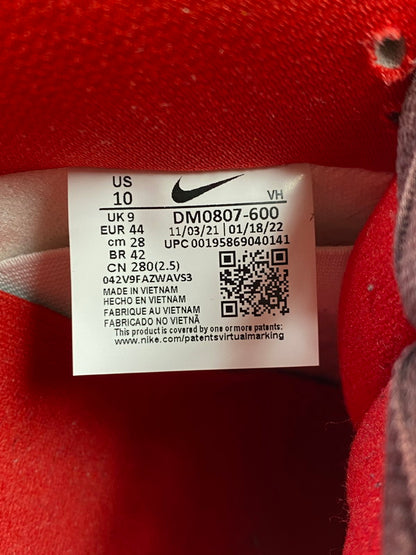 US
10
VH
UK 9
DM0807-600
EUR 44
11/03/21 | 01/18/22
cm 28
UPC 00195869040141
BR 42
CN 280(2.5)
042V9FAZWAVS3
MADE IN VIETNAM
HECHO EN VIETNAM
FABRIQUE AU VIETNAM
FABRICADO NO VIETNÃ
This product is covered by one or more patents:
www.nike.com/patentsvirtualmarking